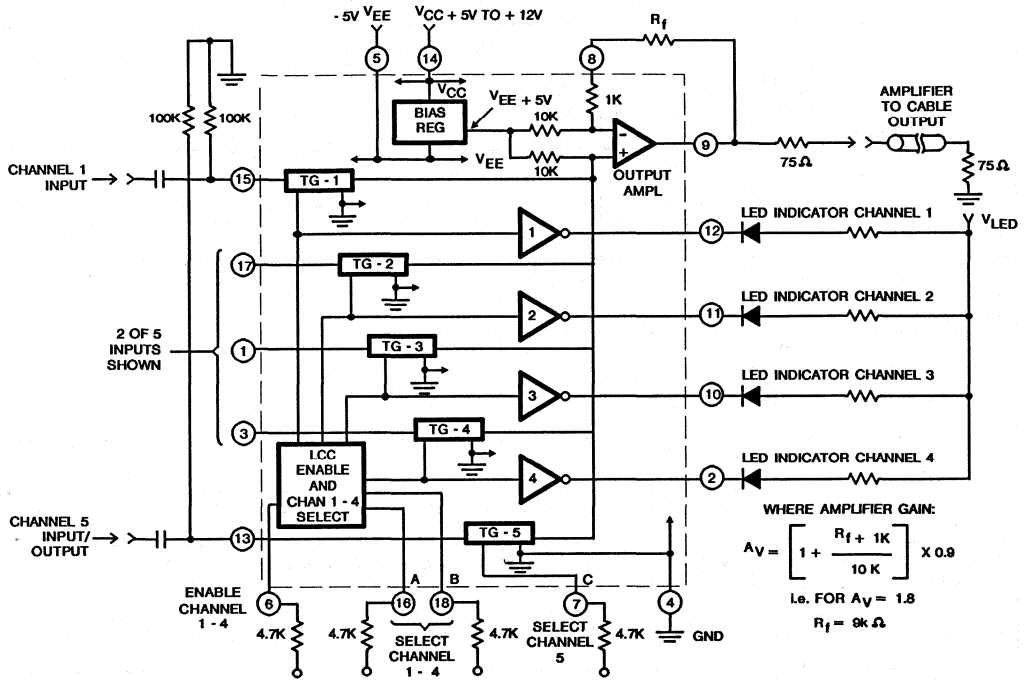 - 5V VEE
VCC + 5V TO + 12V
Rf
5
14
8
VCC
VEE + 5V
1K
AMPLIFIER
TO CABLE
OUTPUT
100K
100K
BIAS
REG
10K
-
+
9
75Ω
75Ω
VEE
10K
OUTPUT
AMPL
CHANNEL 1
INPUT
15
TG - 1
VLED
1
12
LED INDICATOR CHANNEL 1
17
TG - 2
2
11
LED INDICATOR CHANNEL 2
2 OF 5
INPUTS
SHOWN
1
TG - 3
3
10
LED INDICATOR CHANNEL 3
3
TG - 4
LCC
ENABLE
AND
CHAN 1 - 4
SELECT
4
2
LED INDICATOR CHANNEL 4
CHANNEL 5
INPUT/
OUTPUT
13
TG - 5
WHERE AMPLIFIER GAIN:
AV = [ 1 + Rf + 1K / 10 K ] X 0.9
i.e. FOR AV = 1.8
Rf = 9k Ω
A
B
C
ENABLE
CHANNEL
1 - 4
6
16
18
7
4
4.7K
4.7K
SELECT
CHANNEL
1 - 4
4.7K
SELECT
CHANNEL
5
4.7K
GND